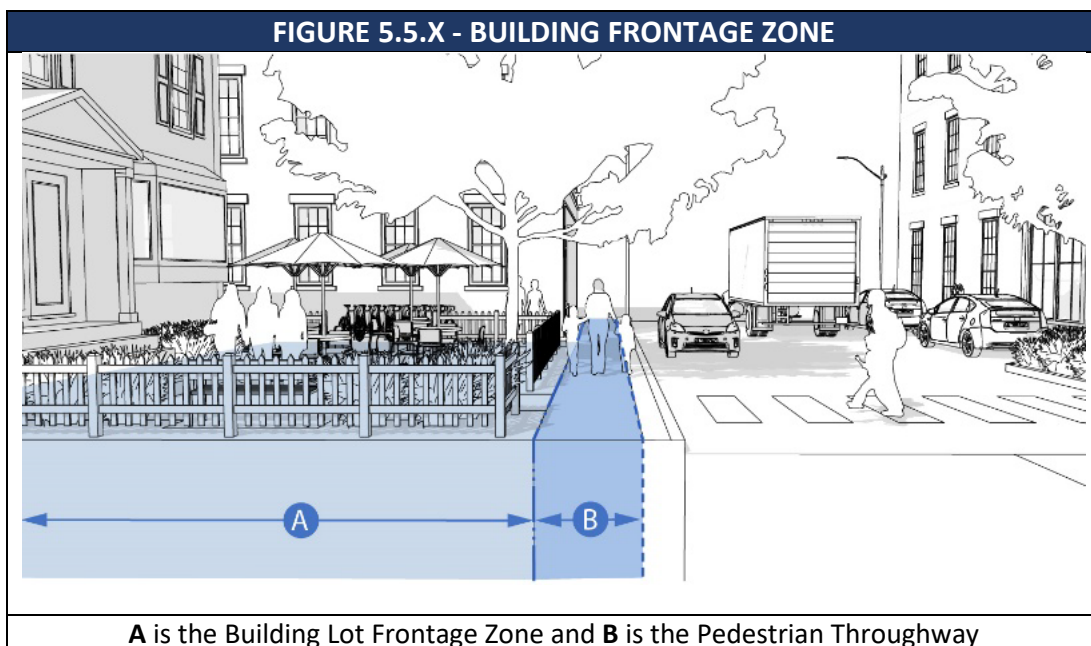 FIGURE 5.5.X - BUILDING FRONTAGE ZONE
A
B
A is the Building Lot Frontage Zone and B is the Pedestrian Throughway